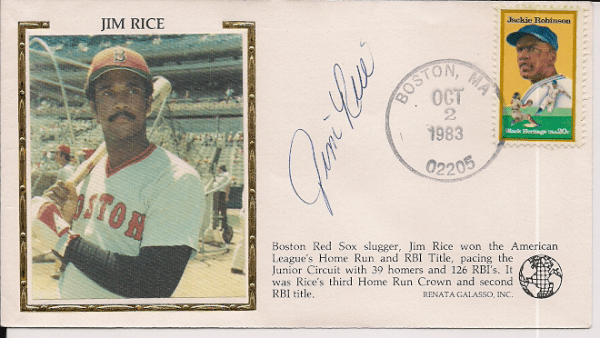 JIM RICE
B
BOSTON
Jim Rice
BOSTON, MA
OCT
2
1983
02205
Jackie Robinson
Black Heritage USA 20c
Boston Red Sox slugger, Jim Rice won the American
League's Home Run and RBI Title, pacing the
Junior Circuit with 39 homers and 126 RBI's. It
was Rice's third Home Run Crown and second
RBI title.
RENATA GALASSO, INC.